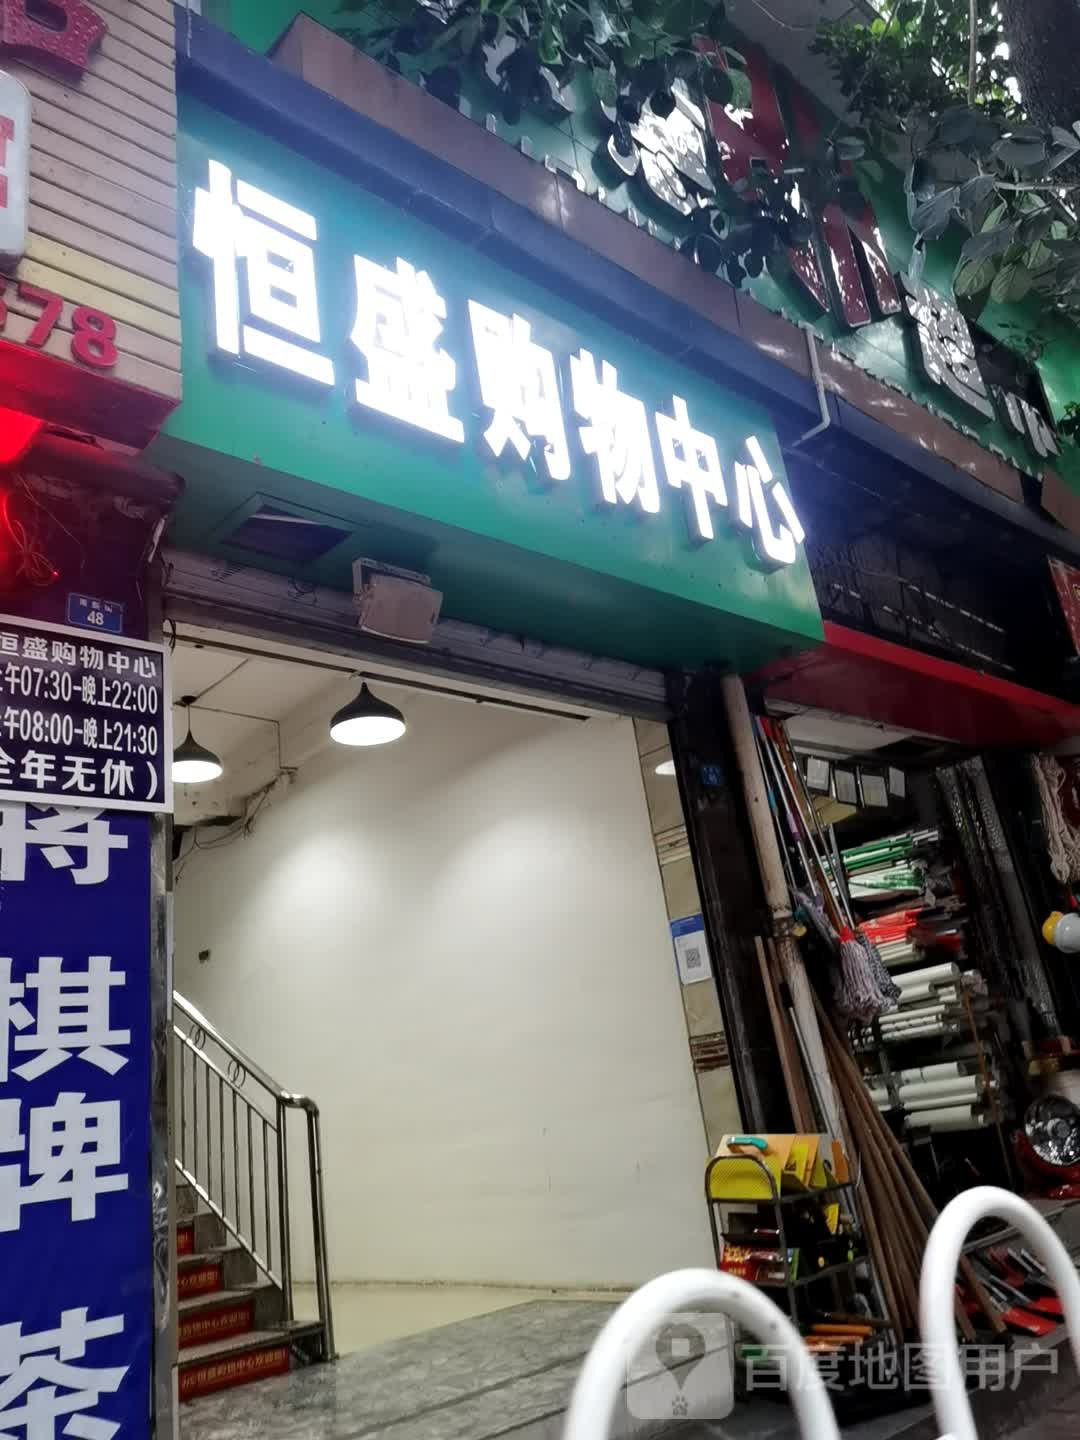 恒盛购物中心
678
48
恒盛购物中心
午07:30-晚上22:00
午08:00-晚上21:30
全年无休）
棋
牌
茶
百度地图用户